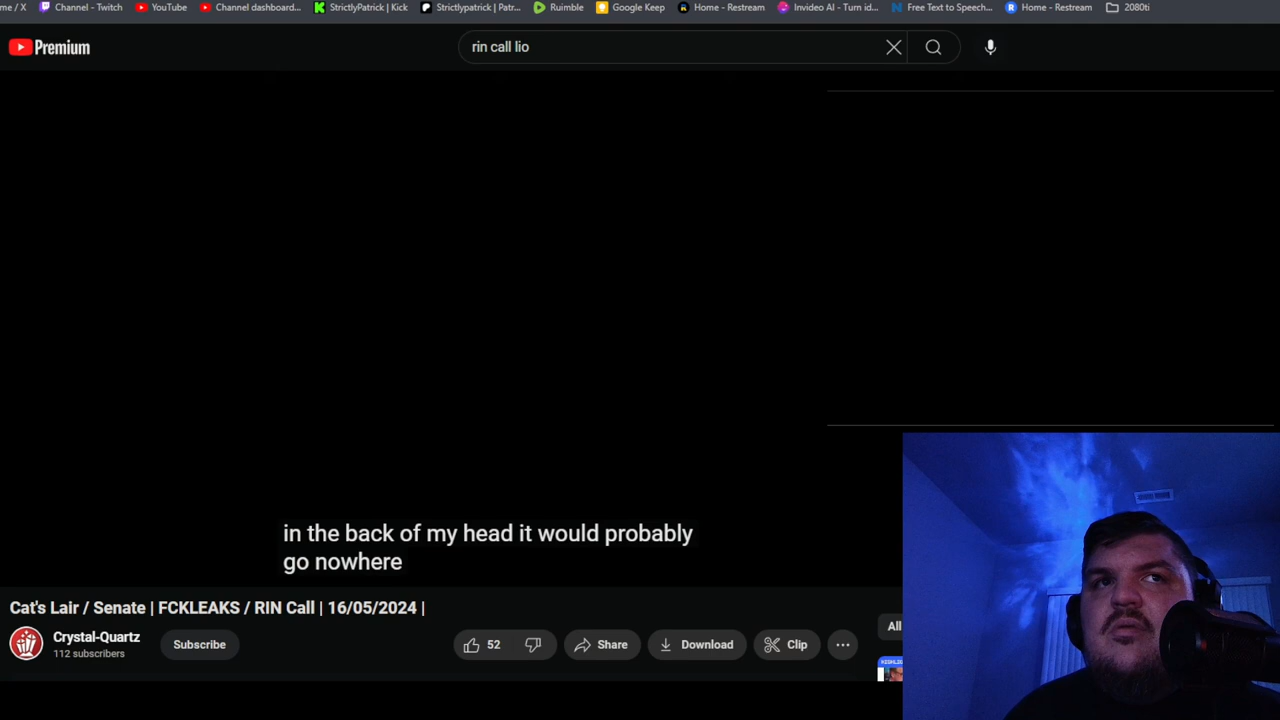 me / X Channel - Twitch YouTube Channel dashboard... StrictlyPatrick | Kick Strictlypatrick | Patr... Rumble Google Keep Home - Restream Invideo AI - Turn id... Free Text to Speech... Home - Restream 2080ti
Premium
rin call lio
in the back of my head it would probably
go nowhere
Cat's Lair / Senate | FCKLEAKS / RIN Call | 16/05/2024 |
Crystal-Quartz
112 subscribers
Subscribe
52
Share
Download
Clip
All